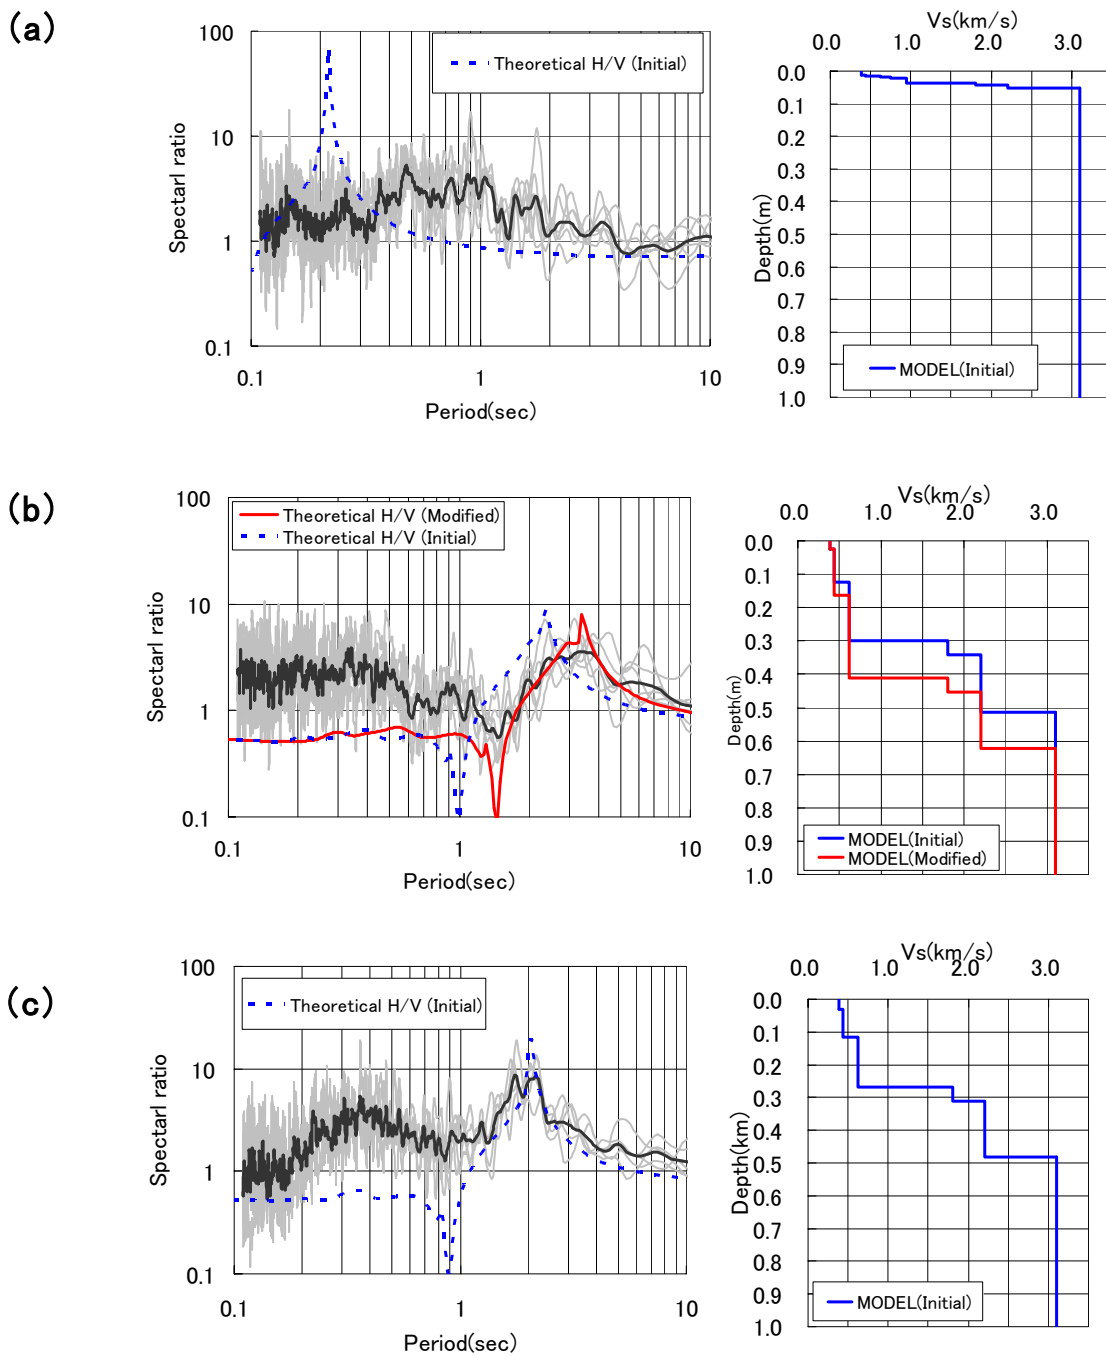 (a)
100
10
1
0.1
Spectarl ratio
Theoretical H/V (Initial)
0.1
1
10
Period(sec)
Vs(km/s)
0.0
1.0
2.0
3.0
0.0
0.1
0.2
0.3
0.4
0.5
0.6
0.7
0.8
0.9
1.0
Depth(m)
MODEL(Initial)
(b)
100
10
1
0.1
Spectarl ratio
Theoretical H/V (Modified)
Theoretical H/V (Initial)
0.1
1
10
Period(sec)
Vs(km/s)
0.0
1.0
2.0
3.0
0.0
0.1
0.2
0.3
0.4
0.5
0.6
0.7
0.8
0.9
1.0
Depth(m)
MODEL(Initial)
MODEL(Modified)
(c)
100
10
1
0.1
Spectarl ratio
Theoretical H/V (Initial)
0.1
1
10
Period(sec)
Vs(km/s)
0.0
1.0
2.0
3.0
0.0
0.1
0.2
0.3
0.4
0.5
0.6
0.7
0.8
0.9
1.0
Depth(km)
MODEL(Initial)